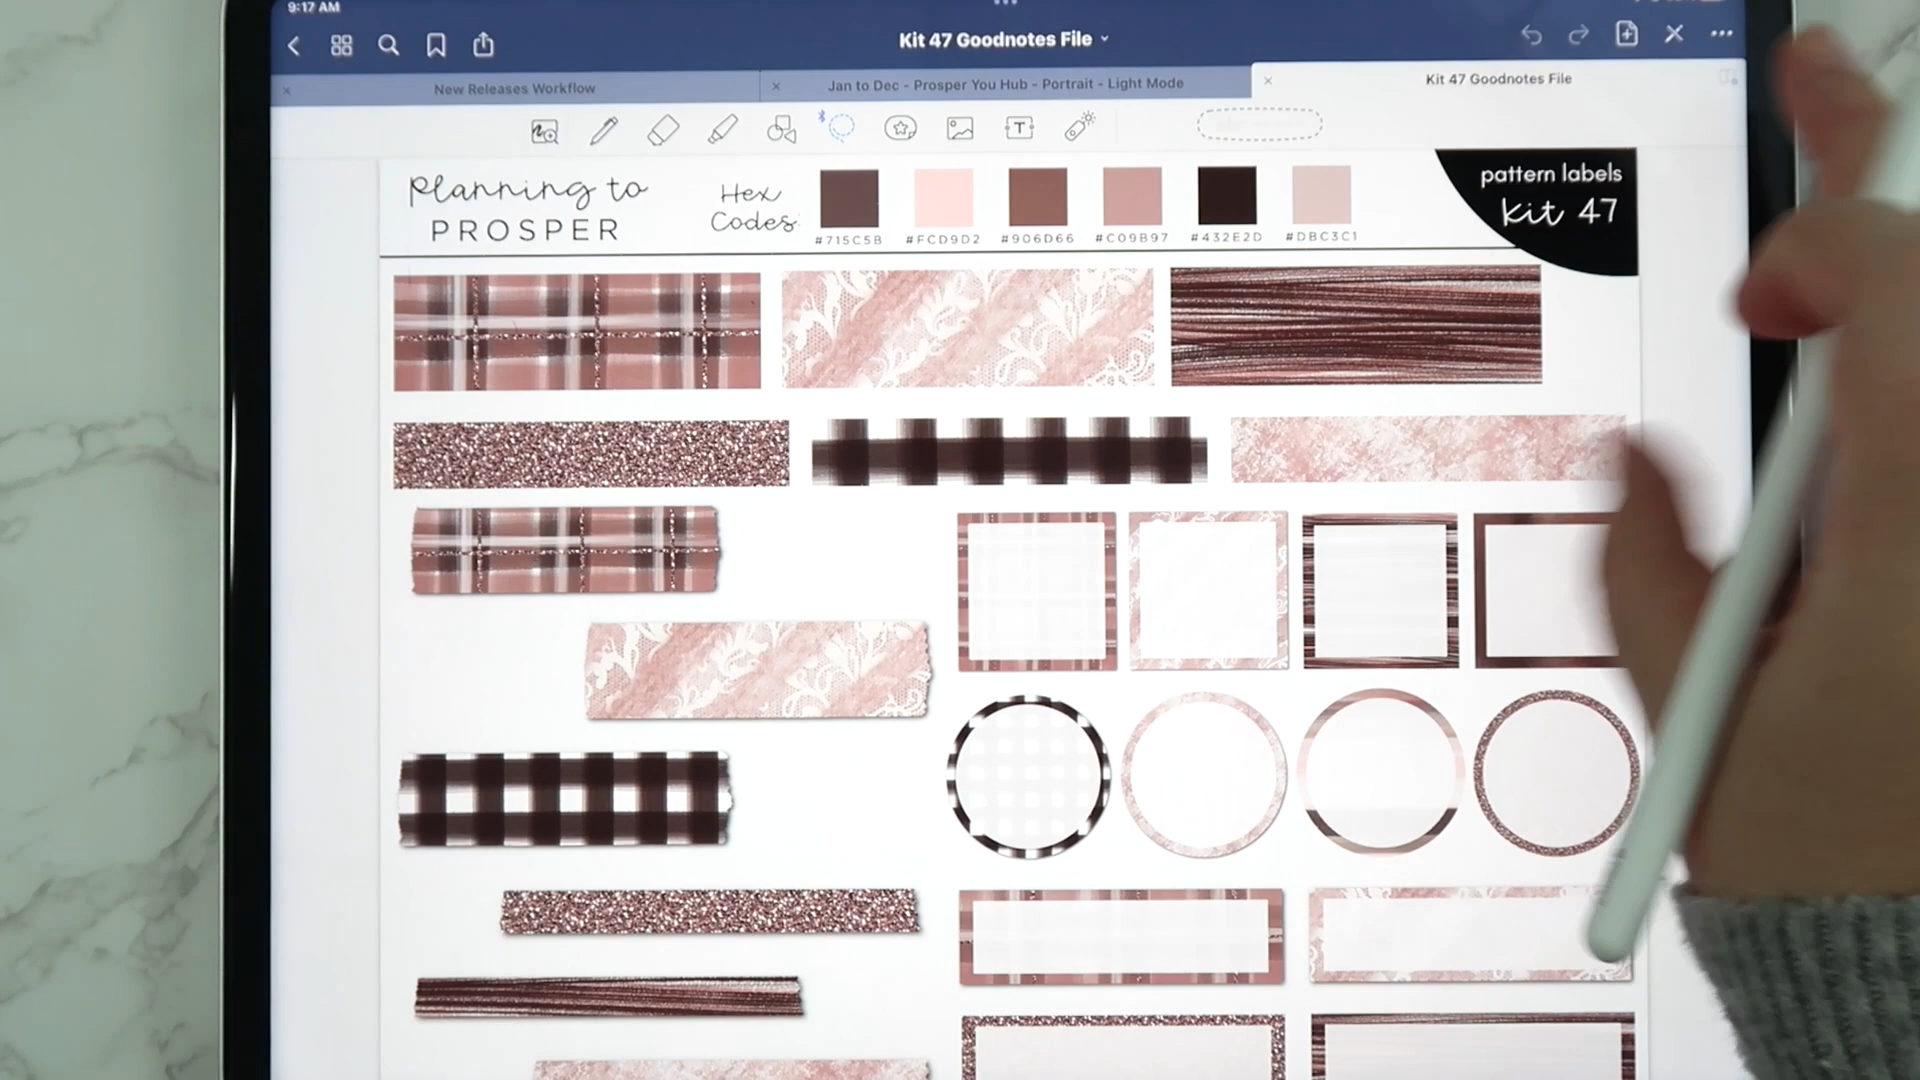 9:17 AM
Kit 47 Goodnotes File
New Releases Workflow
Jan to Dec - Prosper You Hub - Portrait - Light Mode
Kit 47 Goodnotes File
planning to
PROSPER
Hex
Codes:
#715C5B
#FCD9D2
#906D66
#C09B97
#432E2D
#DBC3C1
pattern labels
kit 47